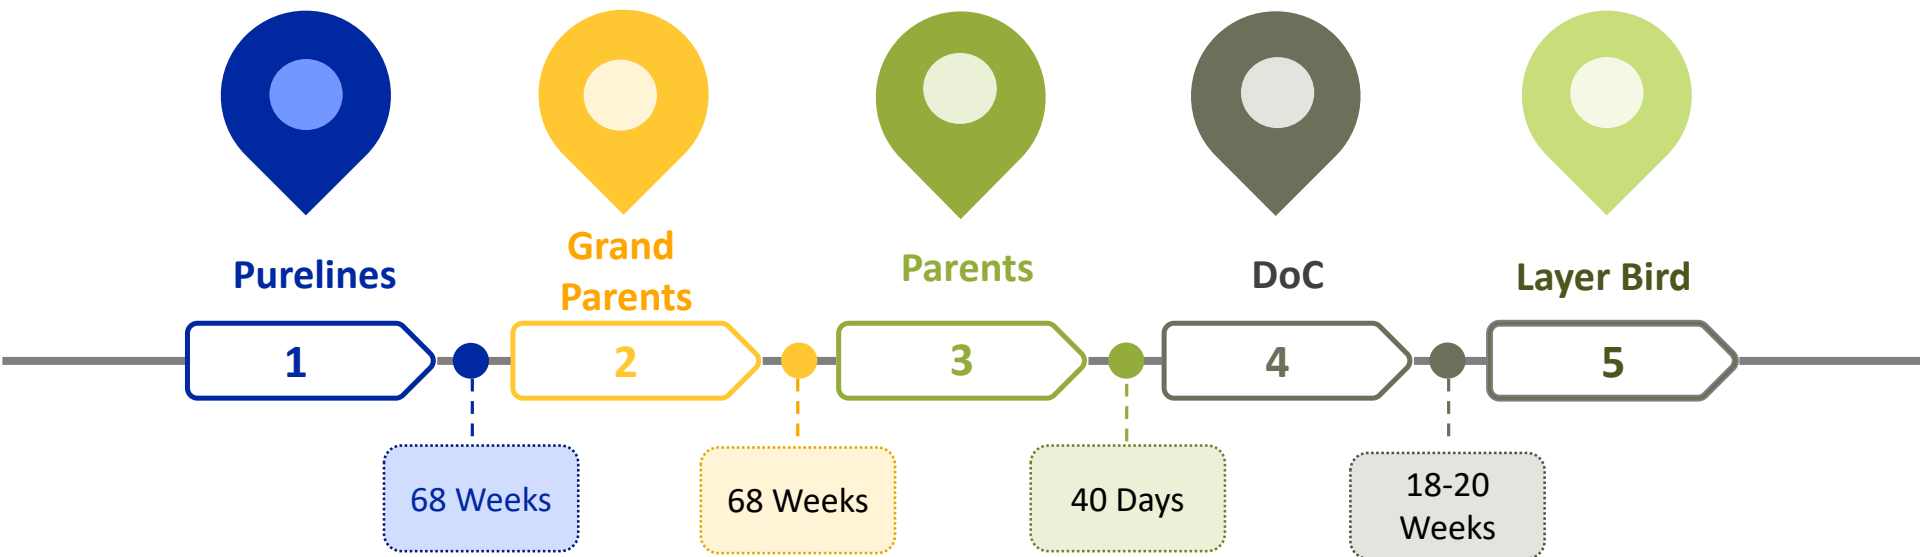 Purelines
Grand
Parents
Parents
DoC
Layer Bird
1
2
3
4
5
68 Weeks
68 Weeks
40 Days
18-20
Weeks